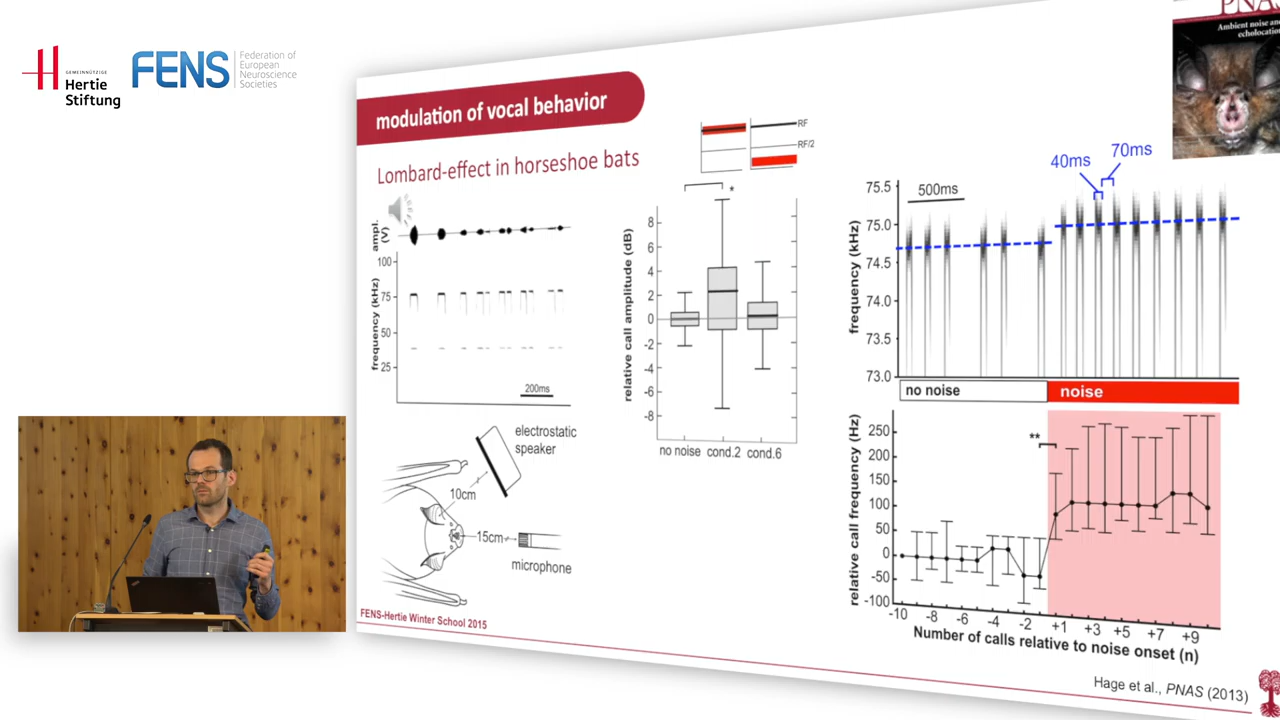 GEMEINNÜTZIGE
Hertie
Stiftung
FENS
Federation of
European
Neuroscience
Societies
PNAS
Ambient noise and
echolocation
modulation of vocal behavior
Lombard-effect in horseshoe bats
ampl.
(V)
100
75
50
25
frequency (kHz)
200ms
electrostatic
speaker
10cm
15cm
microphone
FENS-Hertie Winter School 2015
RF
RF/2
*
8
6
4
2
0
-2
-4
-6
-8
relative call amplitude (dB)
no noise cond.2 cond.6
40ms
70ms
500ms
75.5
75.0
74.5
74.0
73.5
73.0
frequency (kHz)
no noise
noise
**
250
200
150
100
50
0
-50
-100
relative call frequency (Hz)
-10 -8 -6 -4 -2 +1 +3 +5 +7 +9
Number of calls relative to noise onset (n)
Hage et al., PNAS (2013)